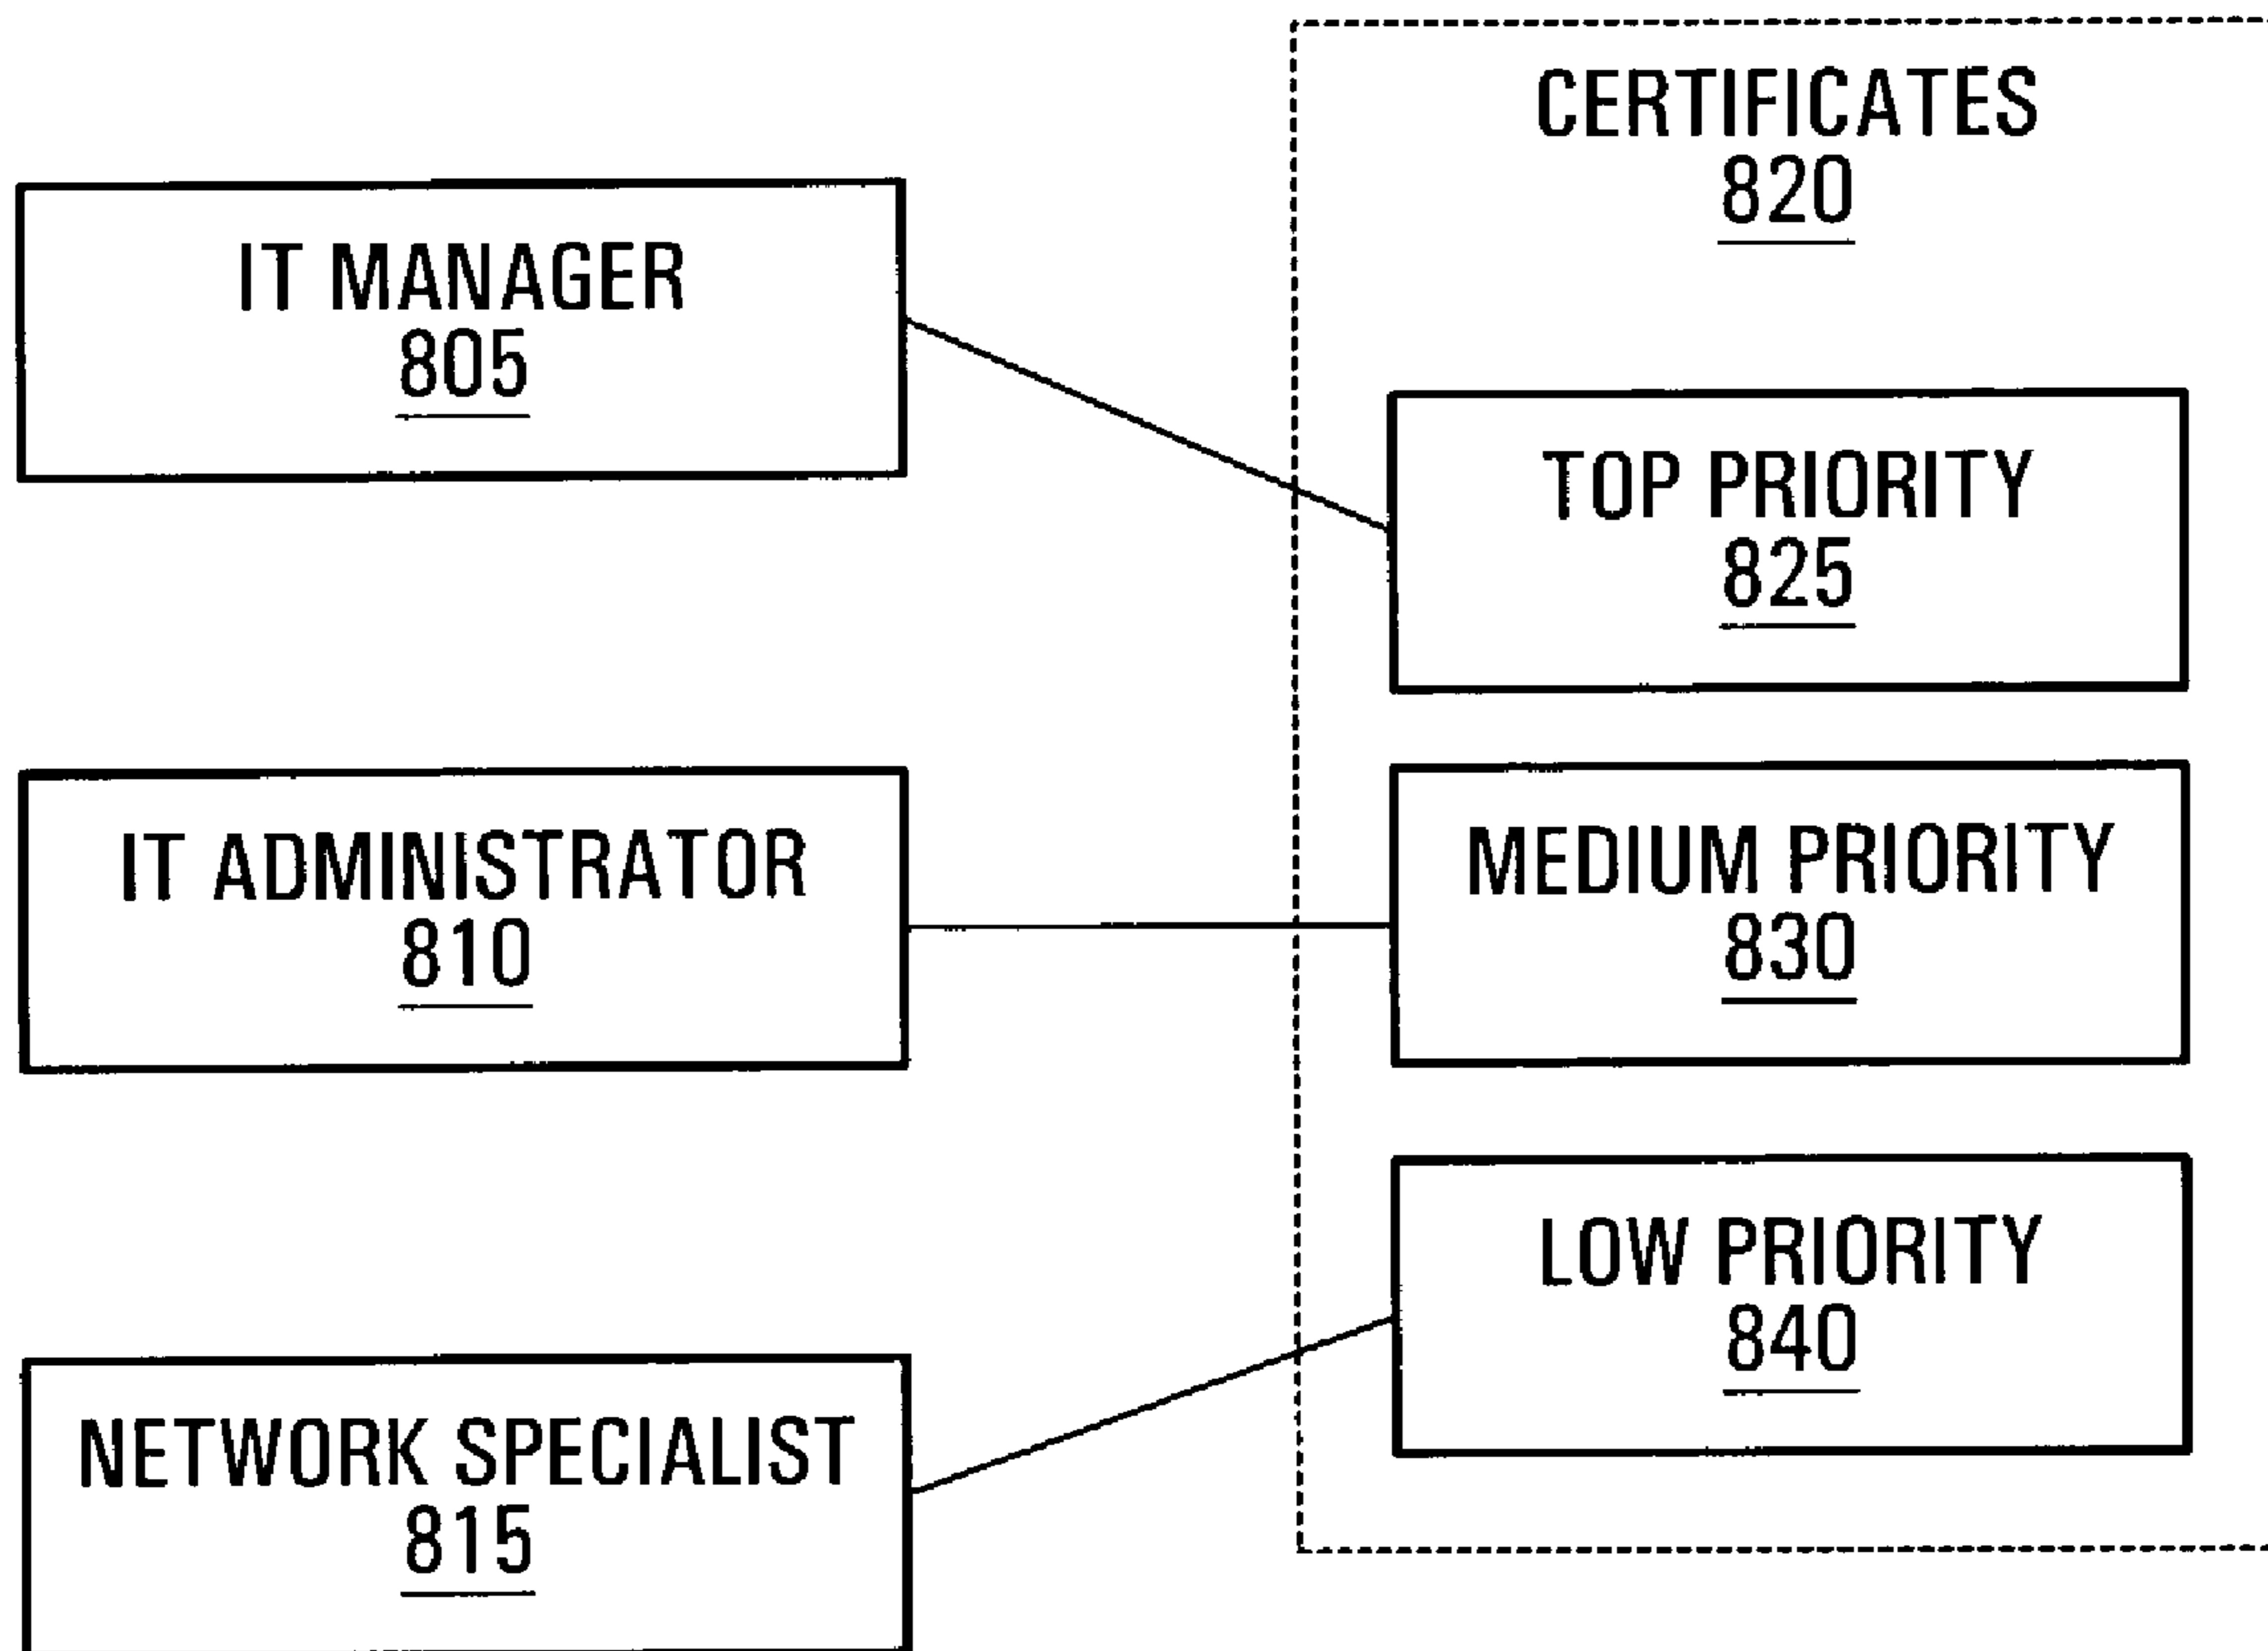 CERTIFICATES
820
IT MANAGER
805
TOP PRIORITY
825
IT ADMINISTRATOR
810
MEDIUM PRIORITY
830
LOW PRIORITY
840
NETWORK SPECIALIST
815